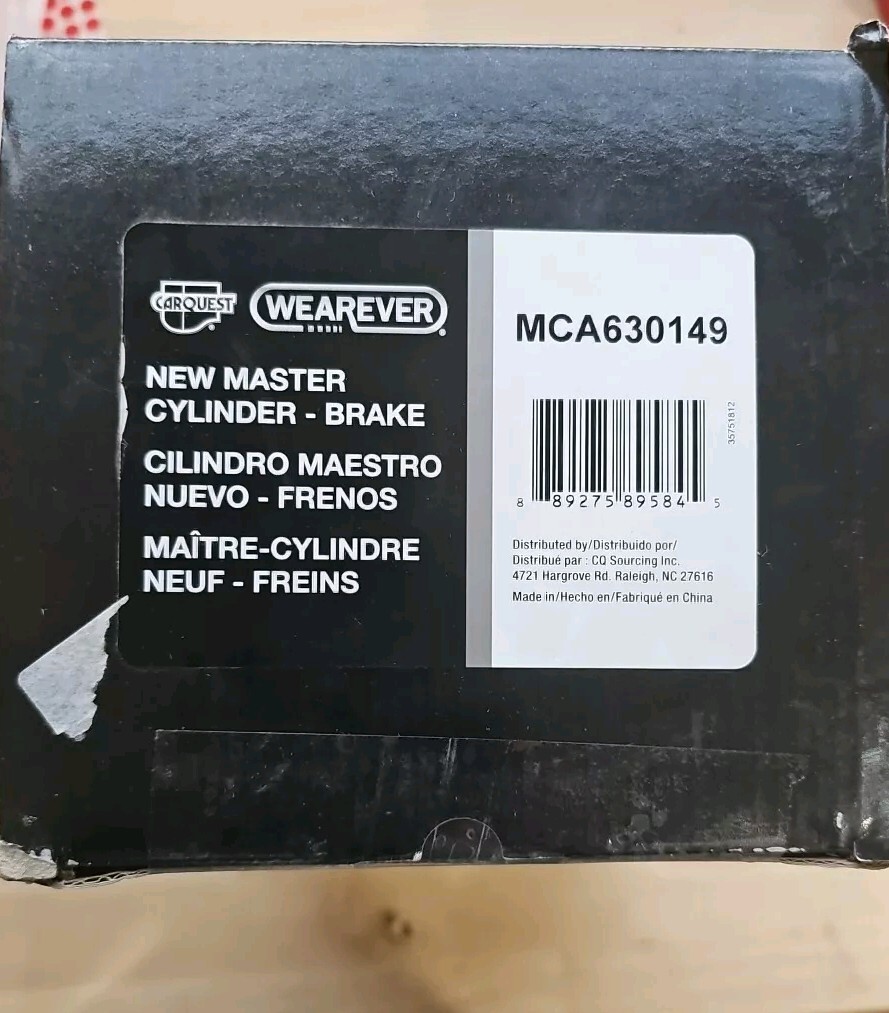 CARQUEST WEAREVER
NEW MASTER
CYLINDER - BRAKE
CILINDRO MAESTRO
NUEVO - FRENOS
MAÎTRE-CYLINDRE
NEUF - FREINS
MCA630149
35751812
8 89275 89584 5
Distributed by/Distribuido por/
Distribué par : CQ Sourcing Inc.
4721 Hargrove Rd. Raleigh, NC 27616
Made in/Hecho en/Fabriqué en China